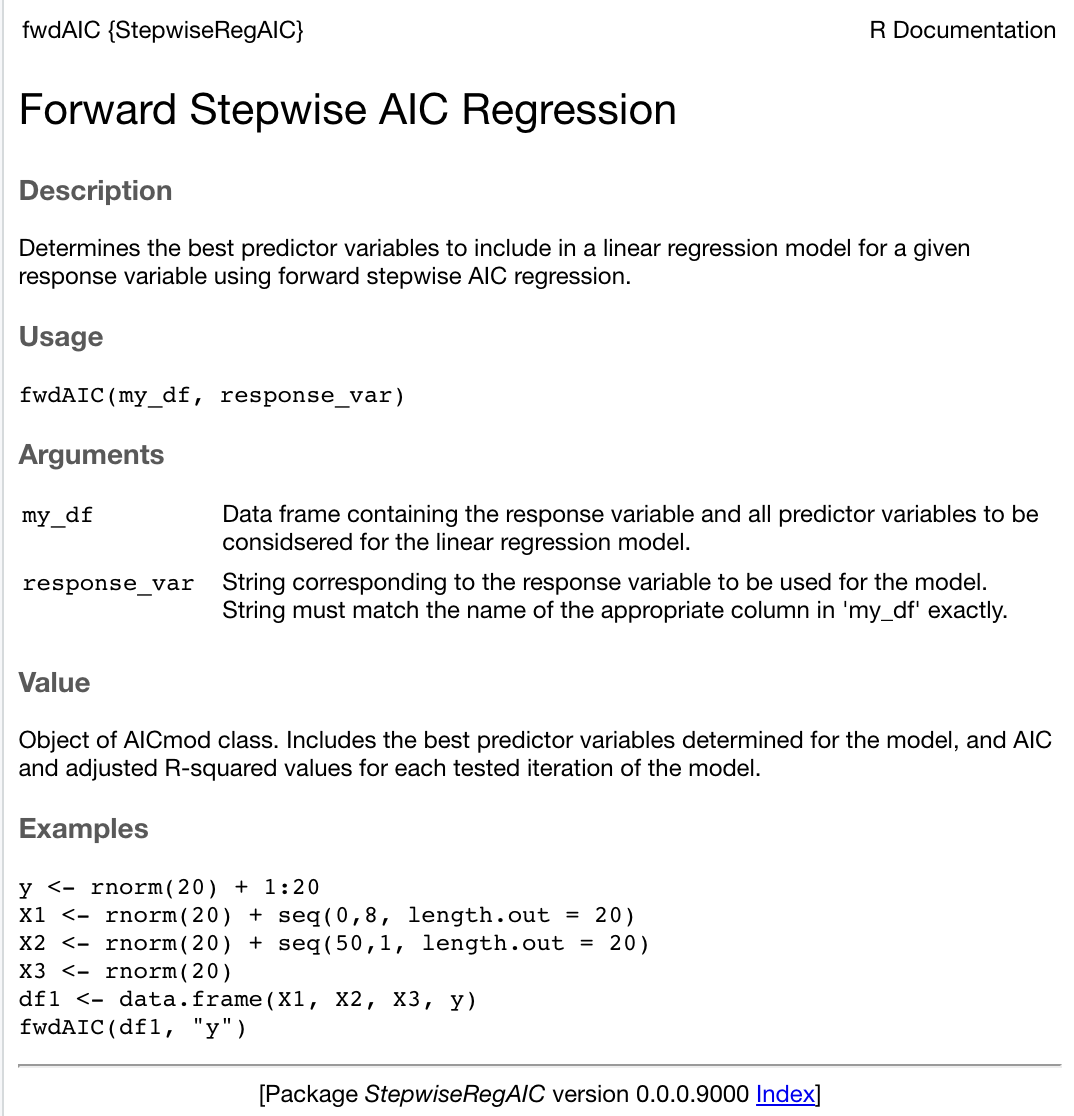 fwdAIC {StepwiseRegAIC} R Documentation
Forward Stepwise AIC Regression
Description
Determines the best predictor variables to include in a linear regression model for a given
response variable using forward stepwise AIC regression.
Usage
fwdAIC(my_df, response_var)
Arguments
my_df Data frame containing the response variable and all predictor variables to be
considsered for the linear regression model.
response_var String corresponding to the response variable to be used for the model.
String must match the name of the appropriate column in 'my_df' exactly.
Value
Object of AICmod class. Includes the best predictor variables determined for the model, and AIC
and adjusted R-squared values for each tested iteration of the model.
Examples
y <- rnorm(20) + 1:20
X1 <- rnorm(20) + seq(0,8, length.out = 20)
X2 <- rnorm(20) + seq(50,1, length.out = 20)
X3 <- rnorm(20)
df1 <- data.frame(X1, X2, X3, y)
fwdAIC(df1, "y")
[Package StepwiseRegAIC version 0.0.0.9000 Index]